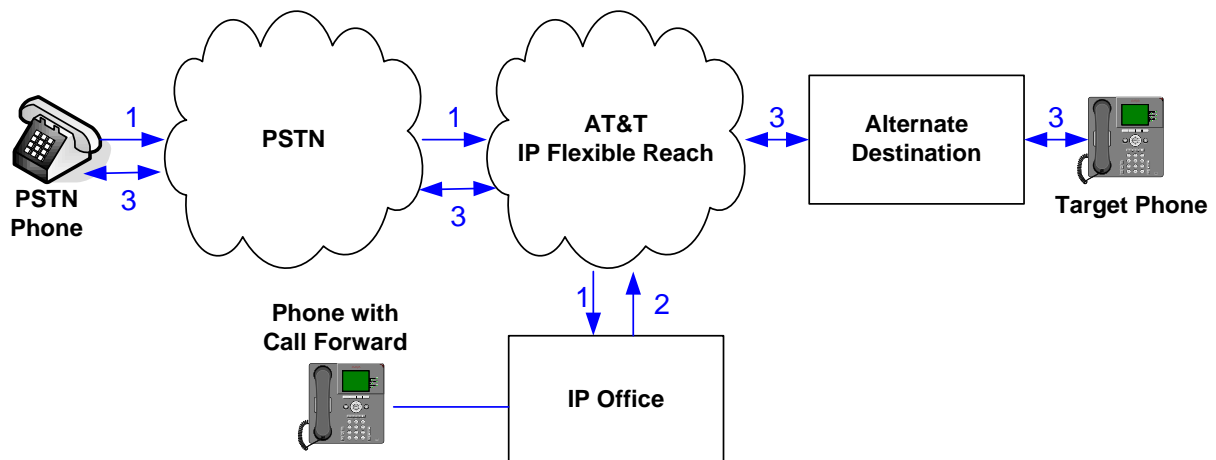 1
3
PSTN
Phone
PSTN
1
3
AT&T
IP Flexible Reach
3
Alternate
Destination
3
Target Phone
1
2
Phone with
Call Forward
IP Office